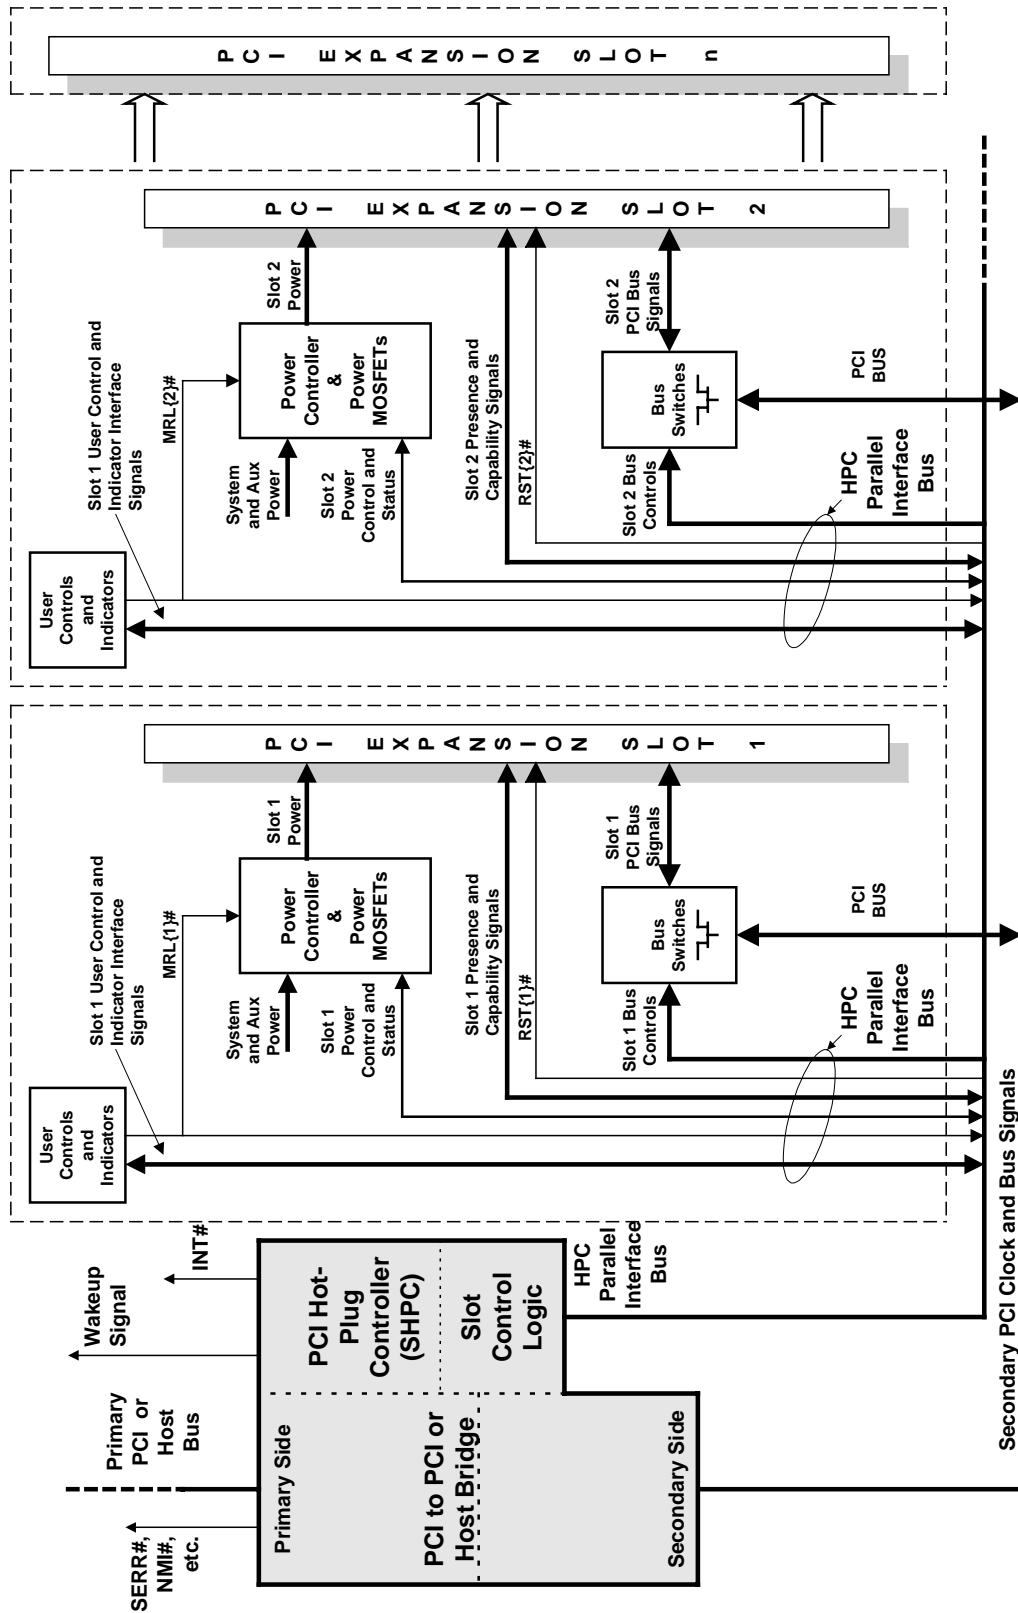 SERR#,
NMI#,
etc.
Primary
PCI or
Host
Bus
Wakeup
Signal
INT#
Primary Side
PCI to PCI or
Host Bridge
Secondary Side
PCI Hot-
Plug
Controller
(SHPC)
Slot
Control
Logic
HPC
Parallel
Interface
Bus
Secondary PCI Clock and Bus Signals
User
Controls
and
Indicators
Slot 1 User Control and
Indicator Interface
Signals
MRL{1}#
System
and Aux
Power
Slot 1
Power
Control and
Status
Power
Controller
&
Power
MOSFETs
Slot 1
Power
Slot 1 Presence and
Capability Signals
RST{1}#
Slot 1 Bus
Controls
Bus
Switches
Slot 1
PCI Bus
Signals
HPC
Parallel
Interface
Bus
PCI
BUS
PCI EXPANSION SLOT 1
User
Controls
and
Indicators
Slot 1 User Control and
Indicator Interface
Signals
MRL{2}#
System
and Aux
Power
Slot 2
Power
Control and
Status
Power
Controller
&
Power
MOSFETs
Slot 2
Power
Slot 2 Presence and
Capability Signals
RST{2}#
Slot 2 Bus
Controls
Bus
Switches
Slot 2
PCI Bus
Signals
HPC
Parallel
Interface
Bus
PCI
BUS
PCI EXPANSION SLOT 2
PCI EXPANSION SLOT n